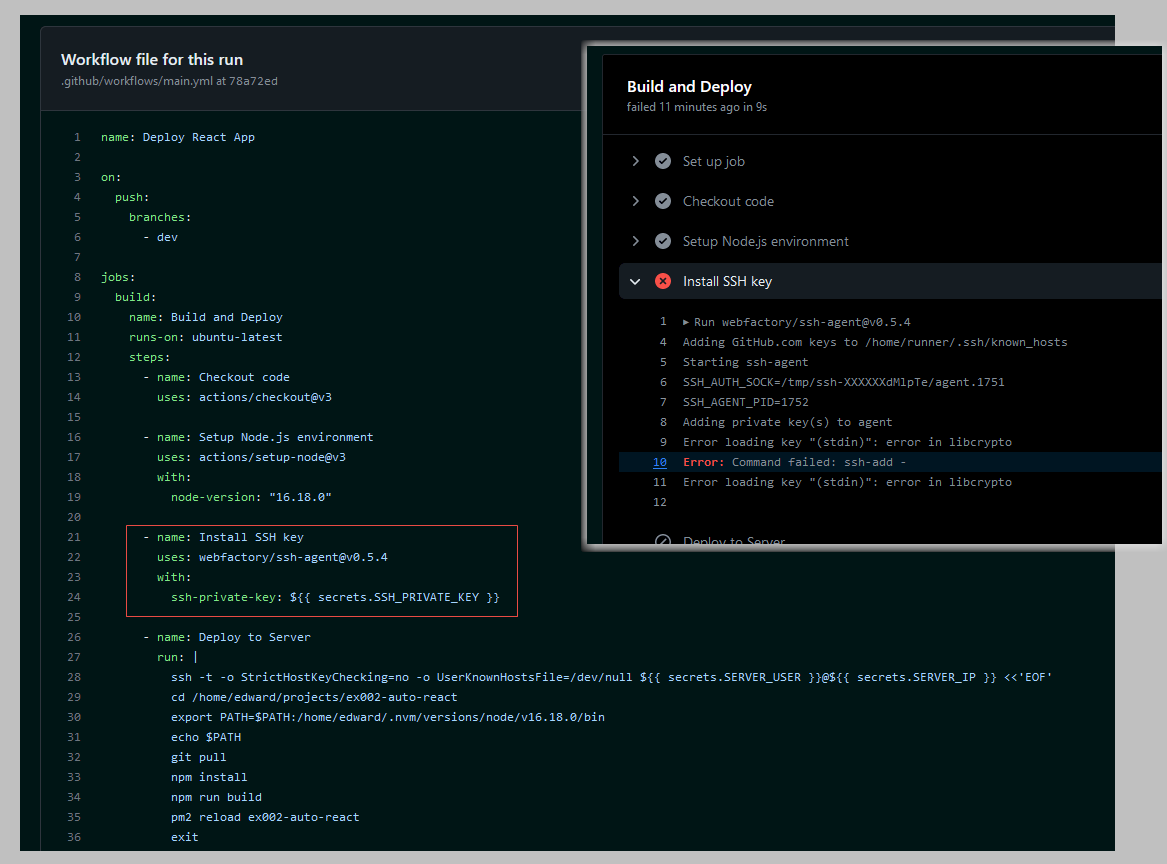 Workflow file for this run
.github/workflows/main.yml at 78a72ed
1 name: Deploy React App
2
3 on:
4 push:
5 branches:
6 - dev
7
8 jobs:
9 build:
10 name: Build and Deploy
11 runs-on: ubuntu-latest
12 steps:
13 - name: Checkout code
14 uses: actions/checkout@v3
15
16 - name: Setup Node.js environment
17 uses: actions/setup-node@v3
18 with:
19 node-version: "16.18.0"
20
21 - name: Install SSH key
22 uses: webfactory/ssh-agent@v0.5.4
23 with:
24 ssh-private-key: ${{ secrets.SSH_PRIVATE_KEY }}
25
26 - name: Deploy to Server
27 run: |
28 ssh -t -o StrictHostKeyChecking=no -o UserKnownHostsFile=/dev/null ${{ secrets.SERVER_USER }}@${{ secrets.SERVER_IP }} <<'EOF'
29 cd /home/edward/projects/ex002-auto-react
30 export PATH=$PATH:/home/edward/.nvm/versions/node/v16.18.0/bin
31 echo $PATH
32 git pull
33 npm install
34 npm run build
35 pm2 reload ex002-auto-react
36 exit
Build and Deploy
failed 11 minutes ago in 9s
Set up job
Checkout code
Setup Node.js environment
Install SSH key
1 ▸ Run webfactory/ssh-agent@v0.5.4
4 Adding GitHub.com keys to /home/runner/.ssh/known_hosts
5 Starting ssh-agent
6 SSH_AUTH_SOCK=/tmp/ssh-XXXXXXdMlpTe/agent.1751
7 SSH_AGENT_PID=1752
8 Adding private key(s) to agent
9 Error loading key "(stdin)": error in libcrypto
10 Error: Command failed: ssh-add -
11 Error loading key "(stdin)": error in libcrypto
12
Deploy to Server